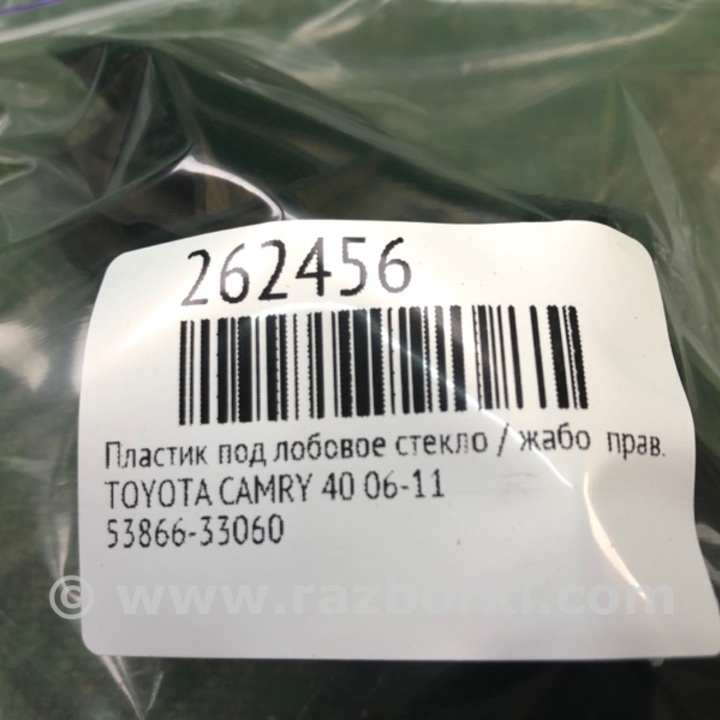 262456
Пластик под лобовое стекло / жабо прав.
TOYOTA CAMRY 40 06-11
53866-33060
© www.razborki.com